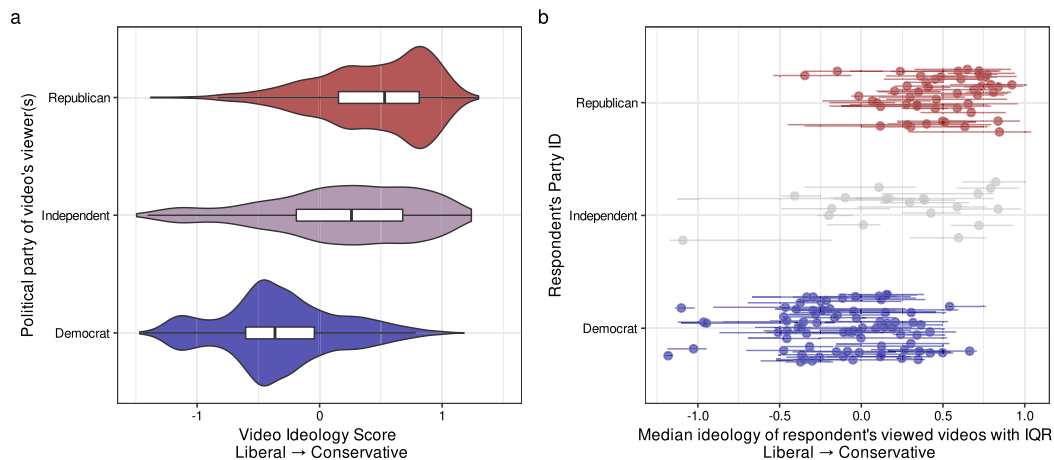 a
Political party of video's viewer(s)
Republican
Independent
Democrat
-1
0
1
Video Ideology Score
Liberal → Conservative
b
Respondent's Party ID
Republican
Independent
Democrat
-1.0
-0.5
0.0
0.5
1.0
Median ideology of respondent's viewed videos with IQR
Liberal → Conservative